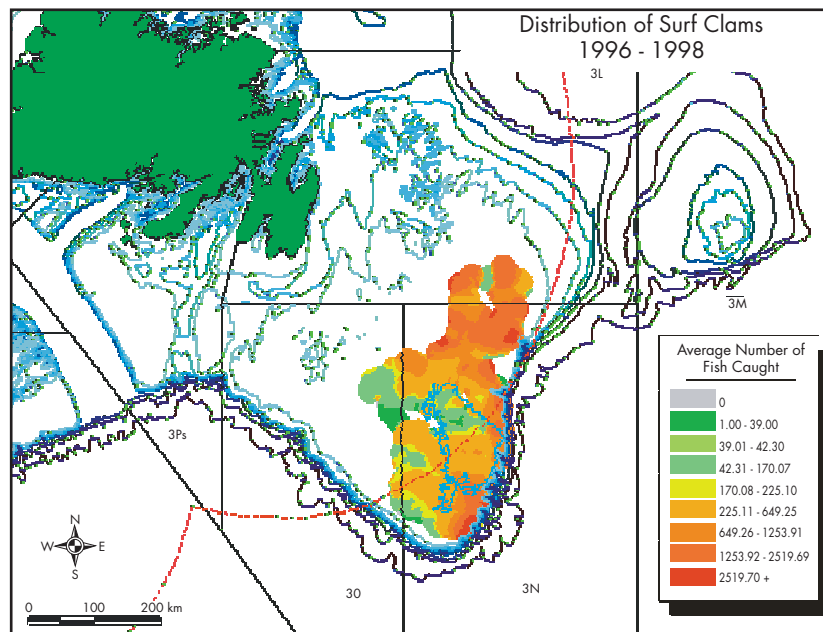 Distribution of Surf Clams
1996 - 1998
3L
3M
Average Number of
Fish Caught
0
1.00 - 39.00
39.01 - 42.30
42.31 - 170.07
170.08 - 225.10
225.11 - 649.25
649.26 - 1253.91
1253.92 - 2519.69
2519.70 +
3Ps
N
W E
S
30
3N
0 100 200 km